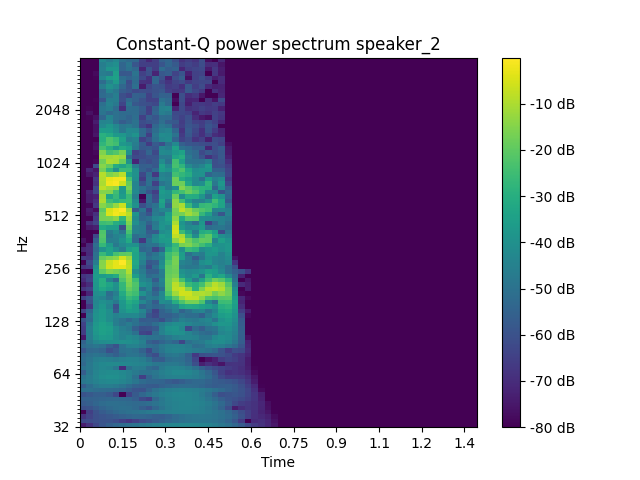 Constant-Q power spectrum speaker_2
Hz
2048
1024
512
256
128
64
32
0 0.15 0.3 0.45 0.6 0.75 0.9 1.1 1.2 1.4
Time
-10 dB
-20 dB
-30 dB
-40 dB
-50 dB
-60 dB
-70 dB
-80 dB